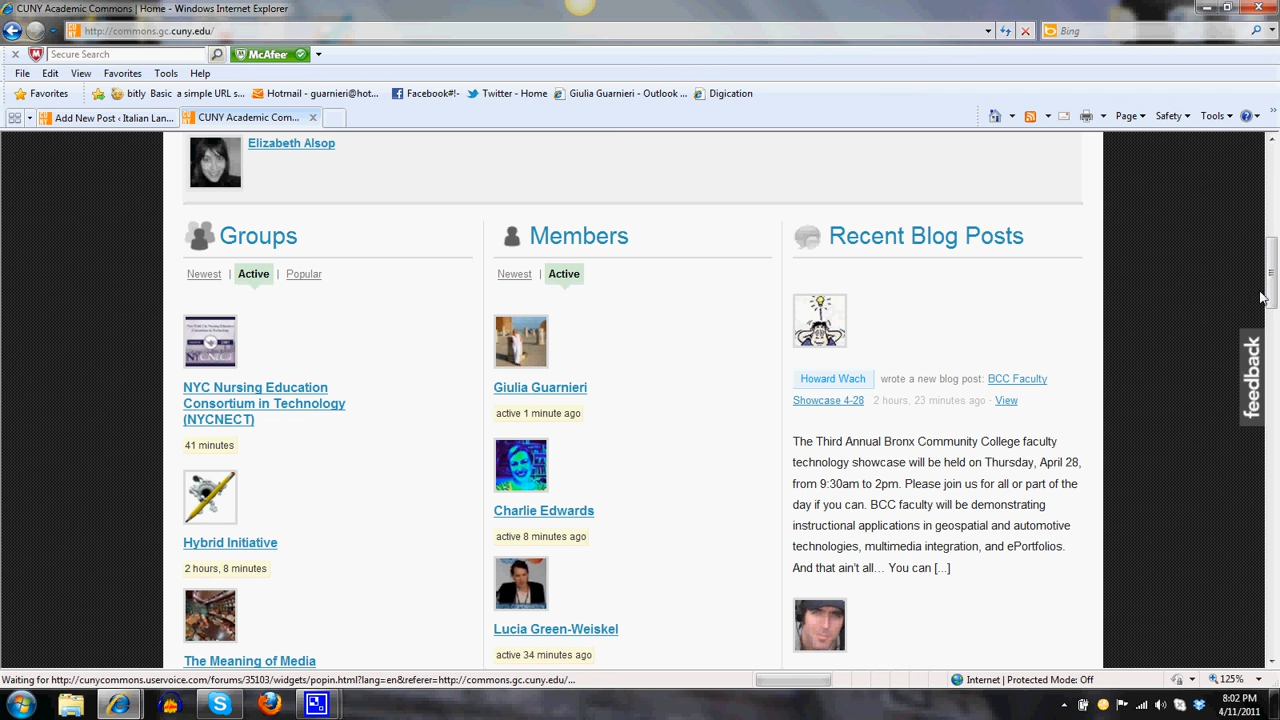 CUNY Academic Commons | Home - Windows Internet Explorer
http://commons.gc.cuny.edu/
Bing
Secure Search
McAfee
File Edit View Favorites Tools Help
Favorites bitly Basic a simple URL s... Hotmail - guarnieri@hot... Facebook#!- Twitter - Home Giulia Guarnieri - Outlook ... Digication
Add New Post ‹ Italian Lan... CUNY Academic Com... Page Safety Tools
Elizabeth Alsop
Groups
Newest | Active | Popular
NYC Nursing Education
Consortium in Technology
(NYCNECT)
41 minutes
Hybrid Initiative
2 hours, 8 minutes
The Meaning of Media
Members
Newest | Active
Giulia Guarnieri
active 1 minute ago
Charlie Edwards
active 8 minutes ago
Lucia Green-Weiskel
active 34 minutes ago
Recent Blog Posts
Howard Wach wrote a new blog post: BCC Faculty
Showcase 4-28 2 hours, 23 minutes ago · View
The Third Annual Bronx Community College faculty
technology showcase will be held on Thursday, April 28,
from 9:30am to 2pm. Please join us for all or part of the
day if you can. BCC faculty will be demonstrating
instructional applications in geospatial and automotive
technologies, multimedia integration, and ePortfolios.
And that ain't all… You can [...]
feedback
Waiting for http://cunycommons.uservoice.com/forums/35103/widgets/popin.html?lang=en&referer=http://commons.gc.cuny.edu/... Internet | Protected Mode: Off 125%
8:02 PM
4/11/2011